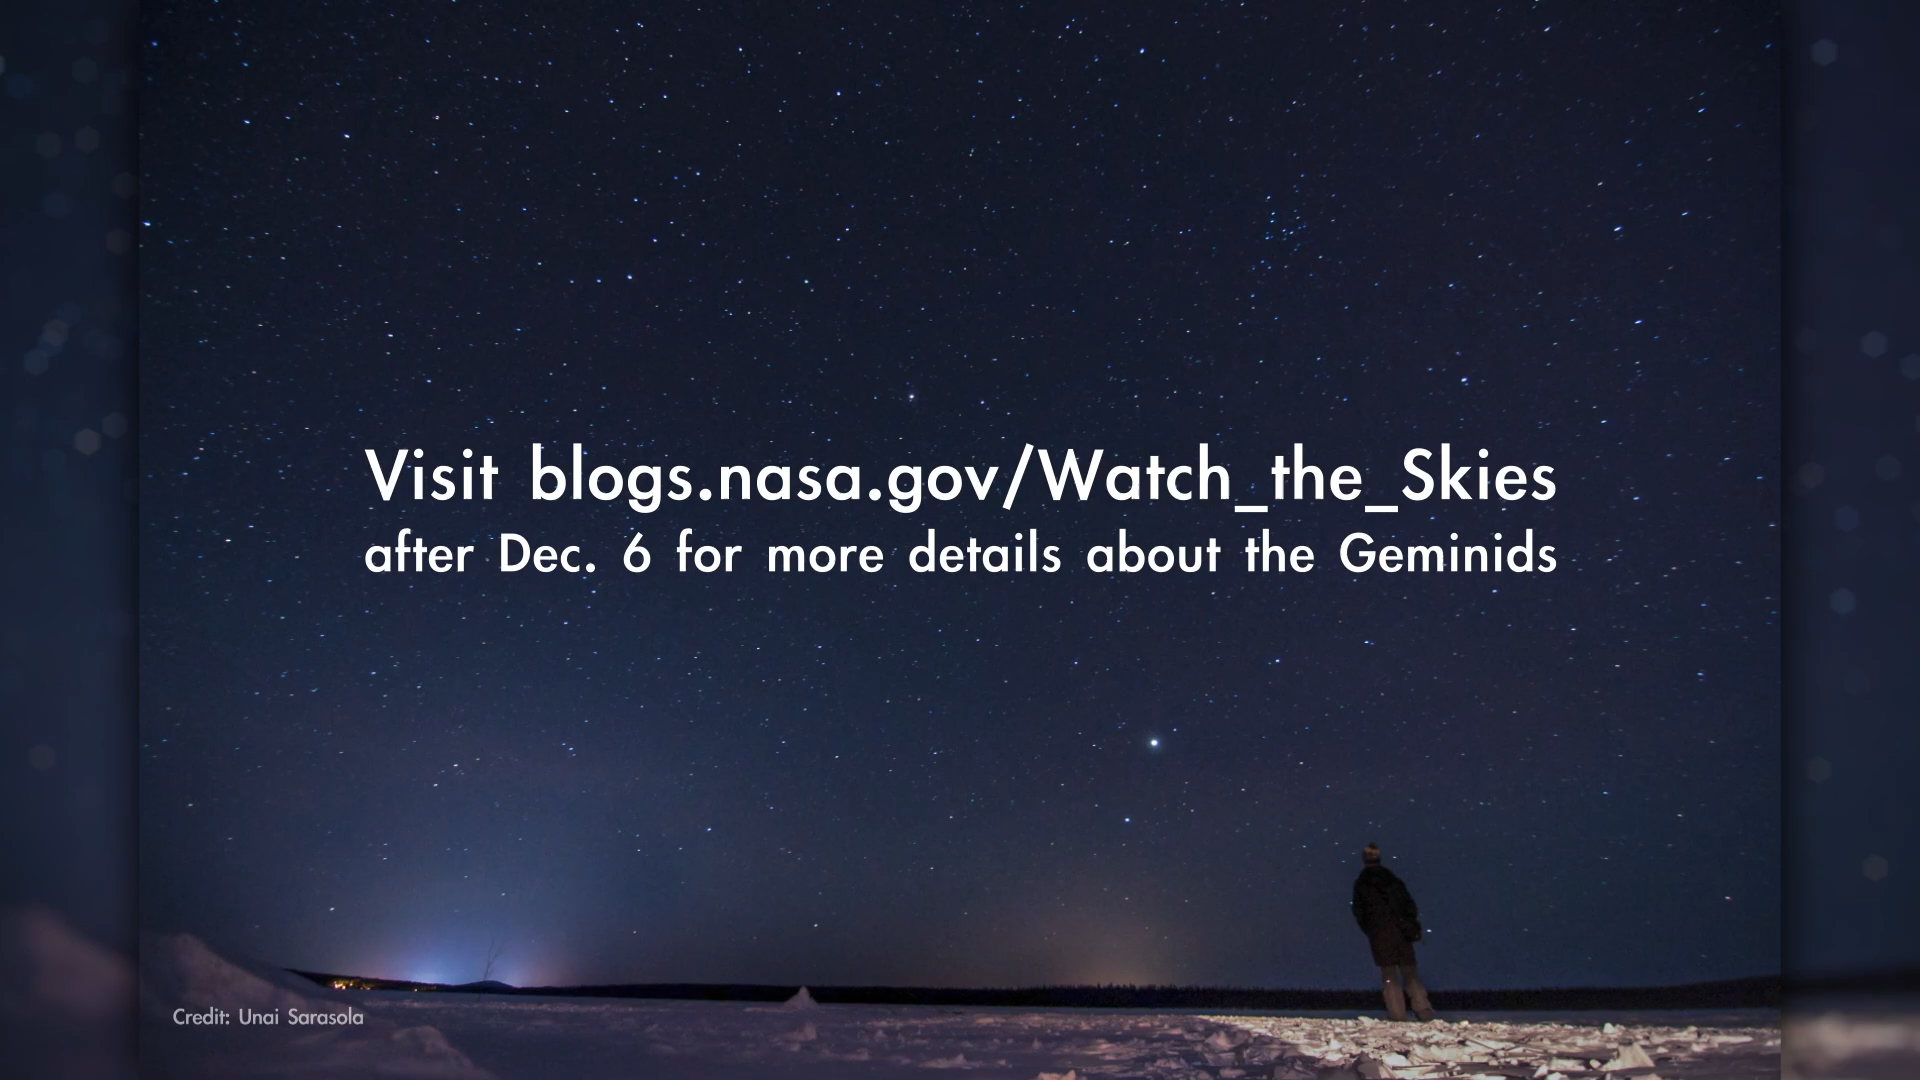 Visit blogs.nasa.gov/Watch_the_Skies
after Dec. 6 for more details about the Geminids
Credit: Unai Sarasola